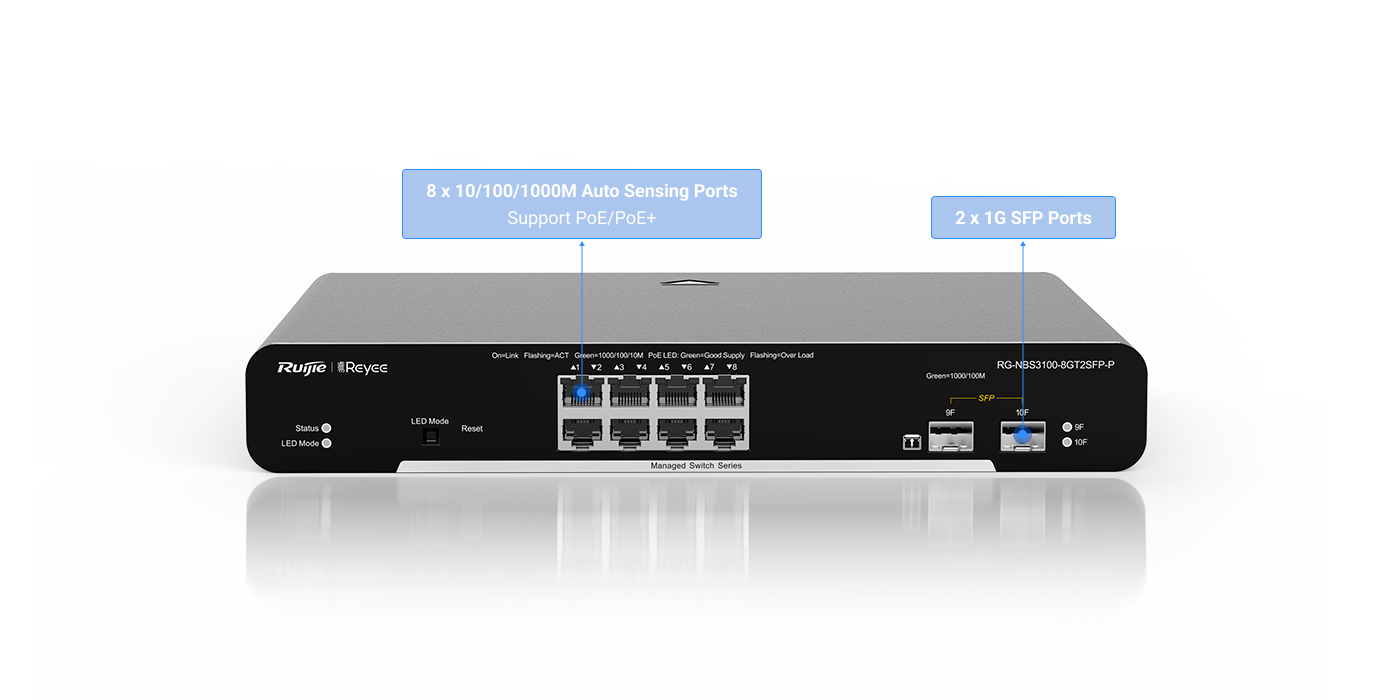 8 x 10/100/1000M Auto Sensing Ports
Support PoE/PoE+
2 x 1G SFP Ports
On=Link Flashing=ACT Green=1000/100/10M PoE LED: Green=Good Supply Flashing=Over Load
▲1 ▼2 ▲3 ▼4 ▲5 ▼6 ▲7 ▼8
Ruijie | Reyee
RG-NBS3100-8GT2SFP-P
Green=1000/100M
SFP
9F 10F
LED Mode
Reset
Status
LED Mode
9F
10F
Managed Switch Series